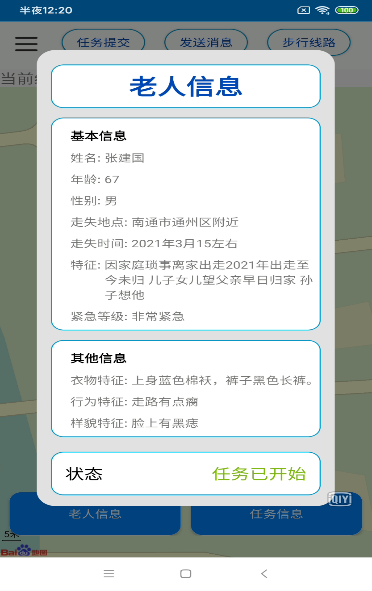 半夜12:20
100
任务提交 发送消息 步行线路
当前
老人信息
基本信息
姓名: 张建国
年龄: 67
性别: 男
走失地点: 南通市通州区附近
走失时间: 2021年3月15左右
特征: 因家庭琐事离家出走2021年出走至
今未归 儿子女儿望父亲早日归家 孙
子想他
紧急等级: 非常紧急
其他信息
衣物特征: 上身蓝色棉袄，裤子黑色长裤。
行为特征: 走路有点瘸
样貌特征: 脸上有黑痣
状态 任务已开始
QIYI
老人信息 任务信息
5米
Bai 地图